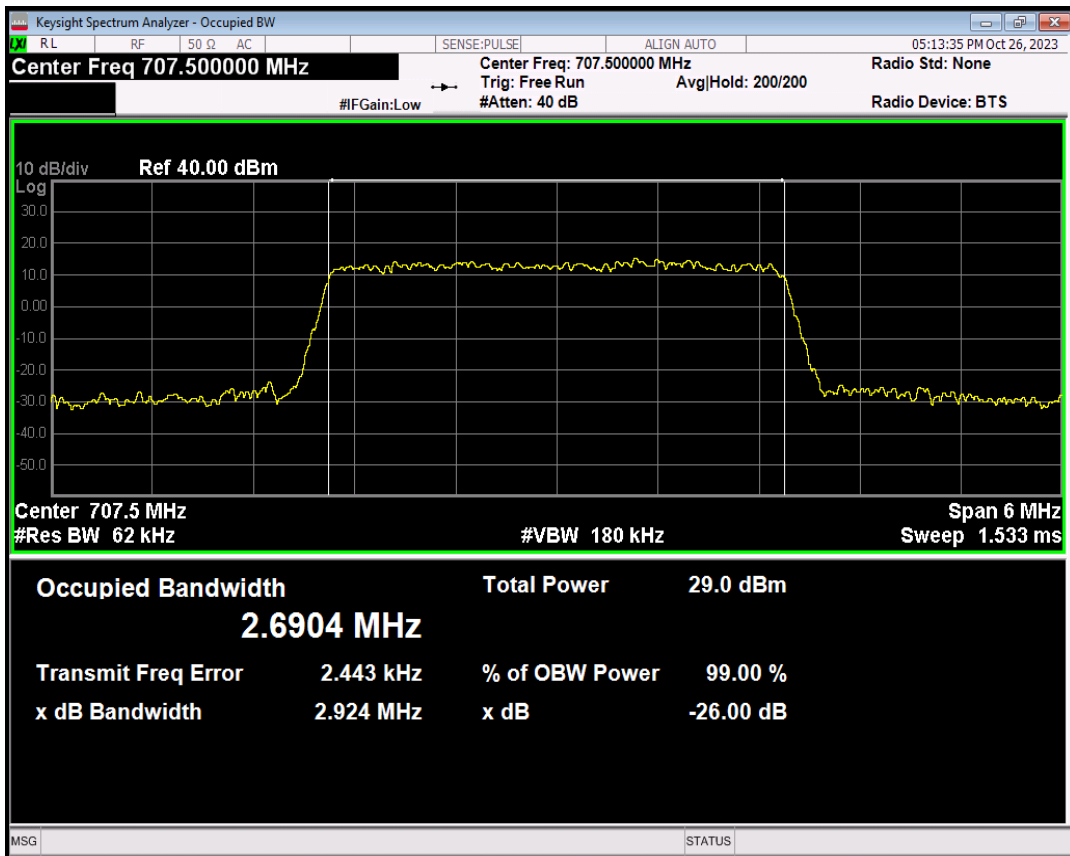 Keysight Spectrum Analyzer - Occupied BW
LXI RL RF 50 Ω AC SENSE:PULSE ALIGN AUTO 05:13:35 PM Oct 26, 2023
Center Freq 707.500000 MHz Center Freq: 707.500000 MHz Radio Std: None
Trig: Free Run Avg|Hold: 200/200
#IFGain:Low #Atten: 40 dB Radio Device: BTS
10 dB/div Ref 40.00 dBm
Log
30.0
20.0
10.0
0.00
-10.0
-20.0
-30.0
-40.0
-50.0
Center 707.5 MHz Span 6 MHz
#Res BW 62 kHz #VBW 180 kHz Sweep 1.533 ms
Occupied Bandwidth Total Power 29.0 dBm
2.6904 MHz
Transmit Freq Error 2.443 kHz % of OBW Power 99.00 %
x dB Bandwidth 2.924 MHz x dB -26.00 dB
MSG STATUS